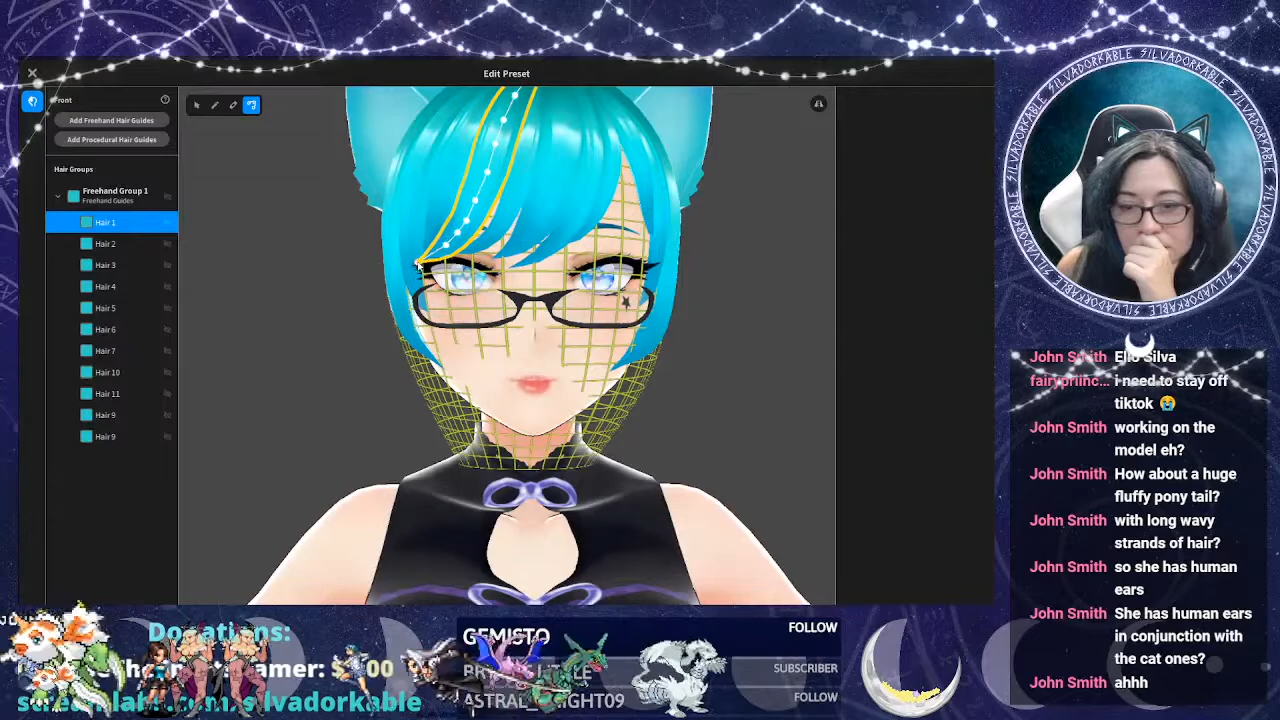 Edit Preset
Front
Add Freehand Hair Guides
Add Procedural Hair Guides
Hair Groups
Freehand Group 1
Freehand Guides
Hair 1
Hair 2
Hair 3
Hair 4
Hair 5
Hair 6
Hair 7
Hair 10
Hair 11
Hair 9
Hair 9
SILVADORKABLE SILVADORKABLE SILVADORKABLE SILVADORKABLE
John Smith Ello Silva
fairypriinc... i need to stay off
tiktok 😭
John Smith working on the
model eh?
John Smith How about a huge
fluffy pony tail?
John Smith with long wavy
strands of hair?
John Smith so she has human
ears
John Smith She has human ears
in conjunction with
the cat ones?
John Smith ahhh
Donations:
GEMISTO FOLLOW
SUBSCRIBER
FOLLOW